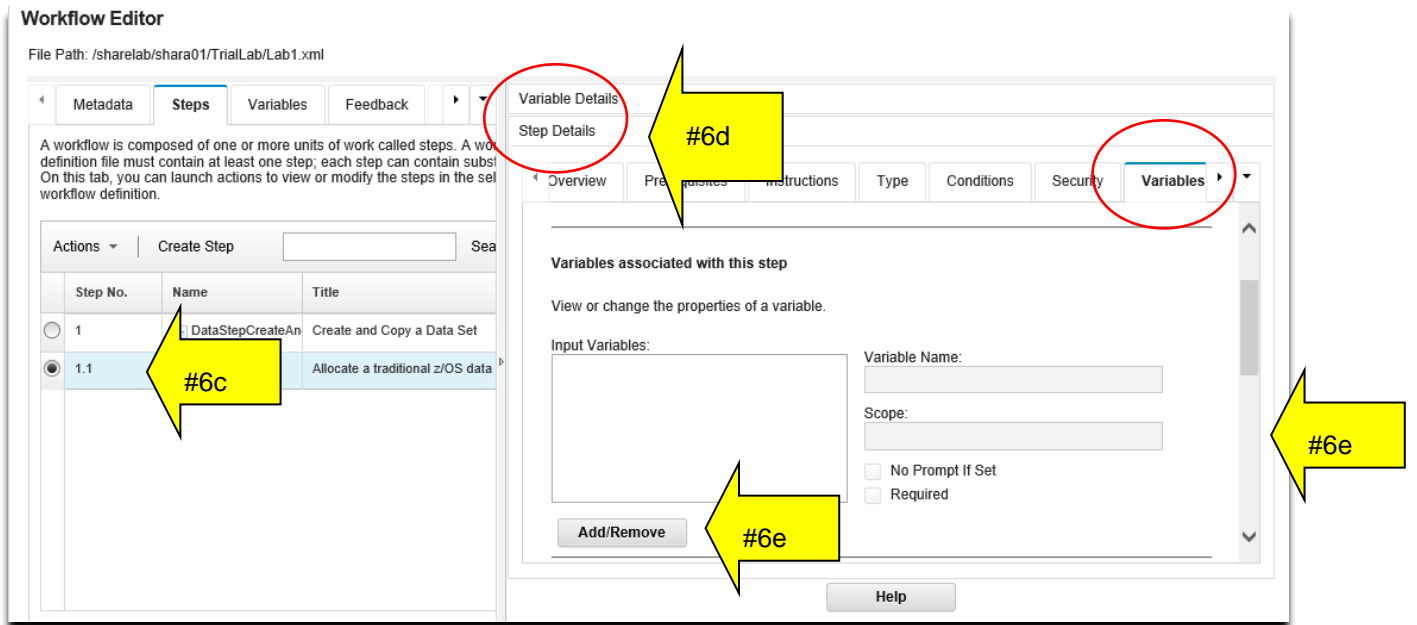 Workflow Editor
File Path: /sharelab/shara01/TrialLab/Lab1.xml
Metadata Steps Variables Feedback
A workflow is composed of one or more units of work called steps. A wo
definition file must contain at least one step; each step can contain subst
On this tab, you can launch actions to view or modify the steps in the sel
workflow definition.
Actions Create Step Sea
Step No. Name Title
1 DataStepCreateAn Create and Copy a Data Set
1.1 Allocate a traditional z/OS data
#6c
Variable Details
Step Details
#6d
Overview Prerequisites Instructions Type Conditions Security Variables
Variables associated with this step
View or change the properties of a variable.
Input Variables:
Variable Name:
Scope:
No Prompt If Set
Required
Add/Remove
#6e
#6e
Help